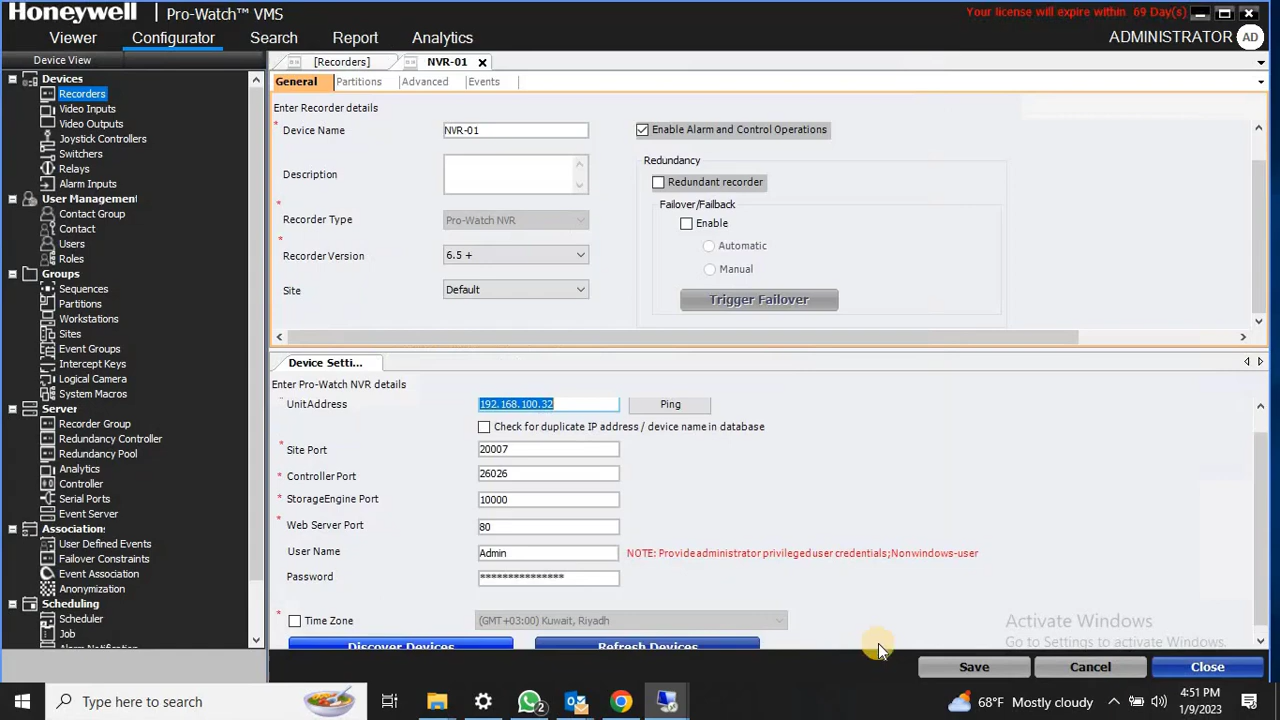 Honeywell | Pro-Watch™ VMS
Your license will expire within 69 Day(s)
Viewer Configurator Search Report Analytics
ADMINISTRATOR AD
Device View
[Recorders] NVR-01
Devices
Recorders
Video Inputs
Video Outputs
Joystick Controllers
Switchers
Relays
Alarm Inputs
User Management
Contact Group
Contact
Users
Roles
Groups
Sequences
Partitions
Workstations
Sites
Event Groups
Intercept Keys
Logical Camera
System Macros
Server
Recorder Group
Redundancy Controller
Redundancy Pool
Analytics
Controller
Serial Ports
Event Server
Association
User Defined Events
Failover Constraints
Event Association
Anonymization
Scheduling
Scheduler
Job
General Partitions Advanced Events
Enter Recorder details
* Device Name NVR-01
Description
* Recorder Type Pro-Watch NVR
* Recorder Version 6.5 +
Site Default
Enable Alarm and Control Operations
Redundancy
Redundant recorder
Failover/Failback
Enable
Automatic
Manual
Trigger Failover
Device Setti...
Enter Pro-Watch NVR details
UnitAddress 192.168.100.32 Ping
Check for duplicate IP address / device name in database
* Site Port 20007
* Controller Port 26026
* StorageEngine Port 10000
* Web Server Port 80
User Name Admin NOTE: Provide administrator privileged user credentials; Non windows-user
Password ***************
* Time Zone (GMT+03:00) Kuwait, Riyadh
Discover Devices Refresh Devices
Activate Windows
Go to Settings to activate Windows.
Save Cancel Close
Type here to search
2
68°F Mostly cloudy
4:51 PM
1/9/2023